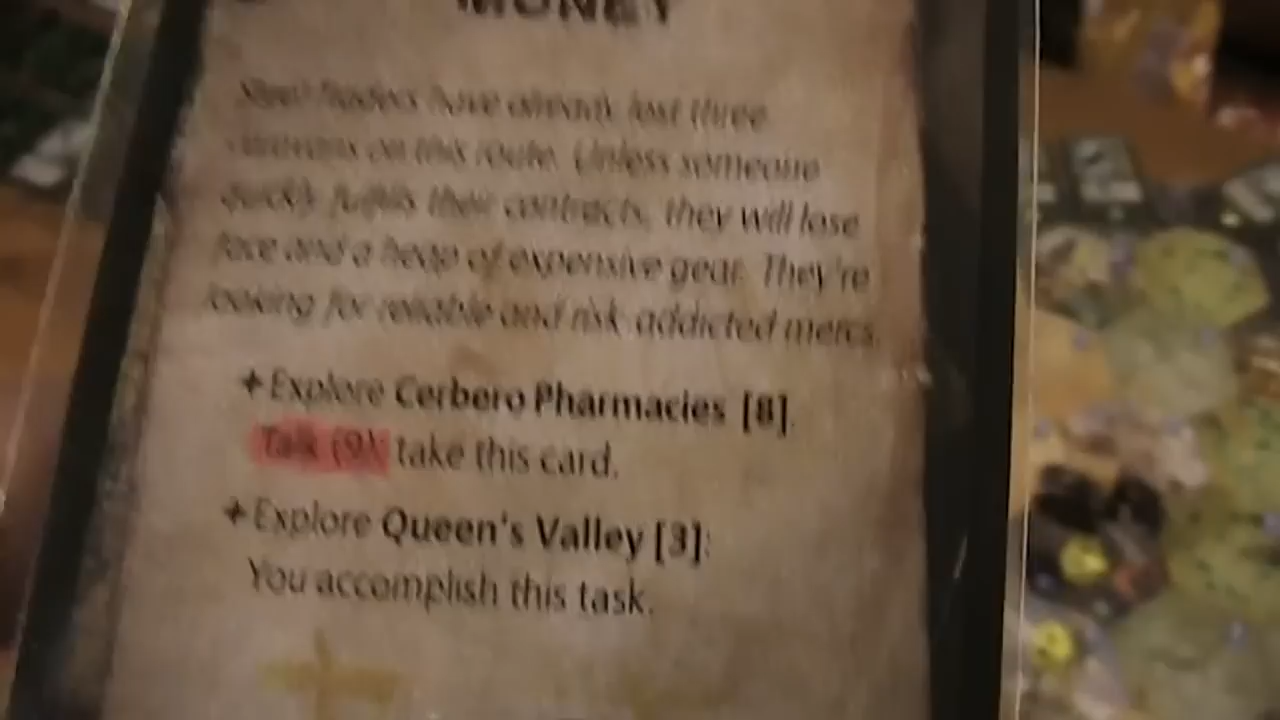 MONEY
Steel traders have already lost three
caravans on this route. Unless someone
quickly fulfills their contracts, they will lose
face and a heap of expensive gear. They're
looking for reliable and risk addicted mercs.
+Explore Cerbero Pharmacies [8].
Talk (9): take this card.
+Explore Queen's Valley [3]:
You accomplish this task.